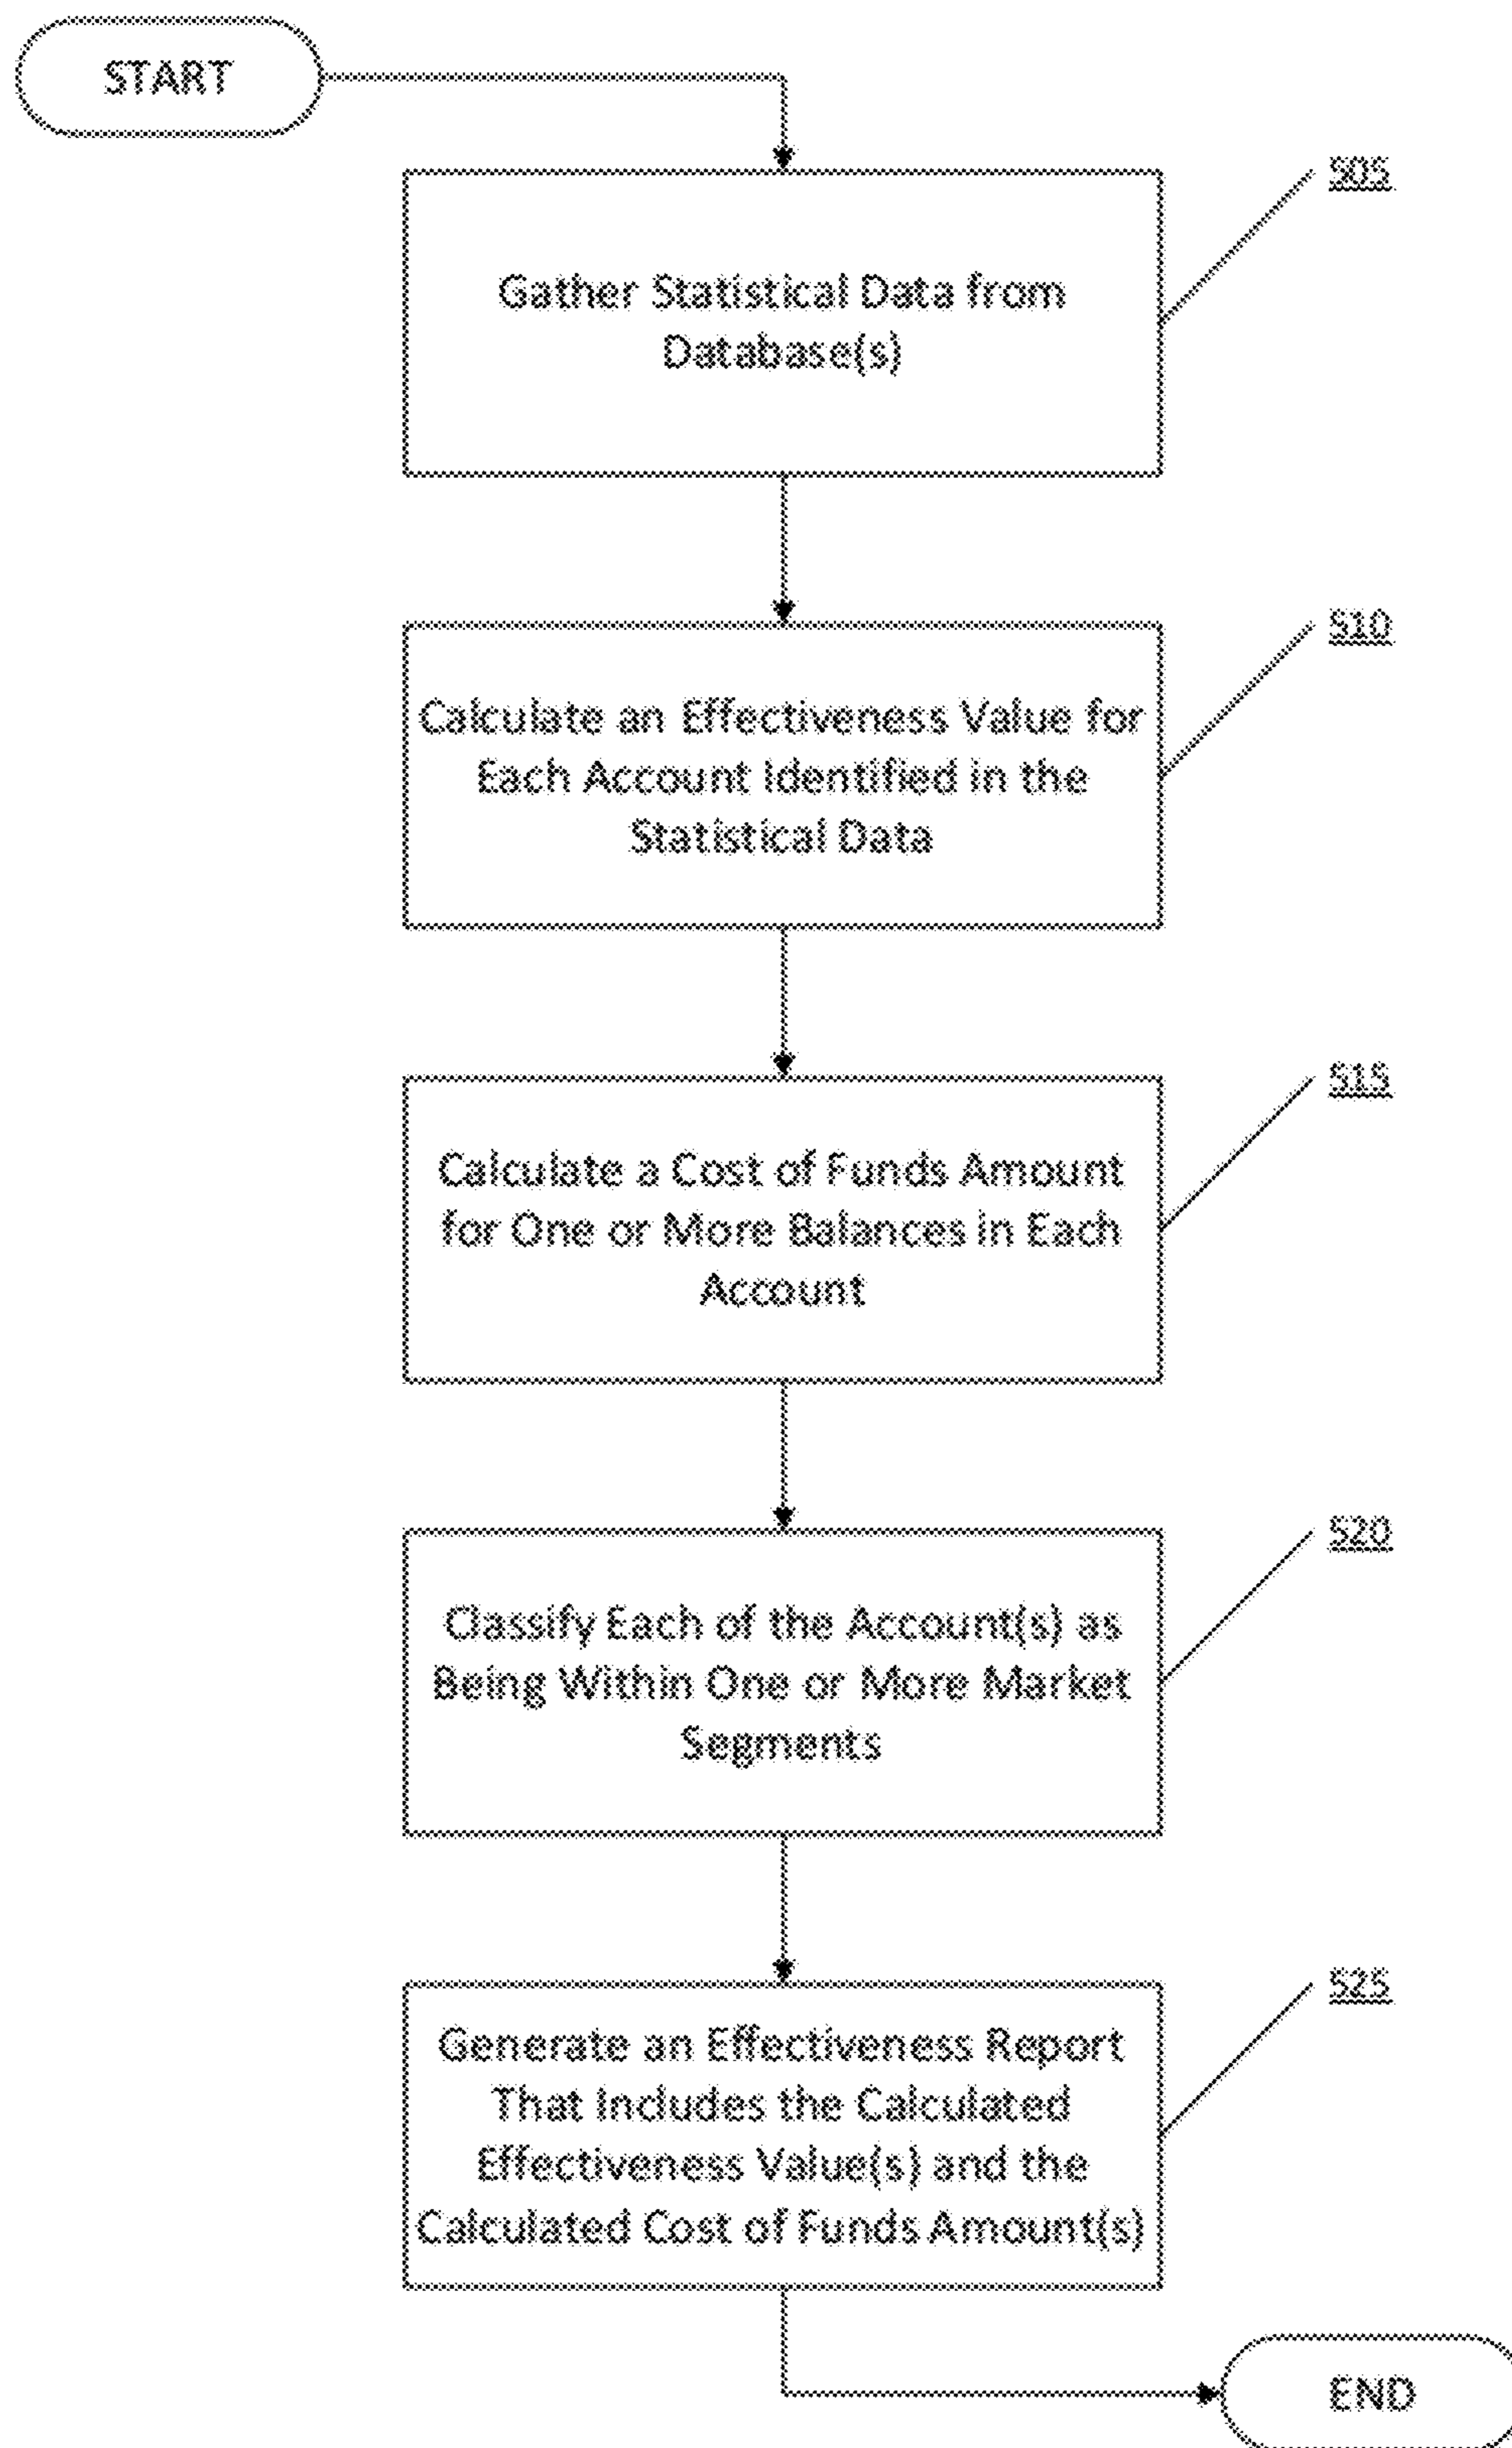 START
505
Gather Statistical Data from
Database(s)
510
Calculate an Effectiveness Value for
Each Account Identified in the
Statistical Data
515
Calculate a Cost of Funds Amount
for One or More Balances in Each
Account
520
Classify Each of the Account(s) as
Being Within One or More Market
Segments
525
Generate an Effectiveness Report
That Includes the Calculated
Effectiveness Value(s) and the
Calculated Cost of Funds Amount(s)
END